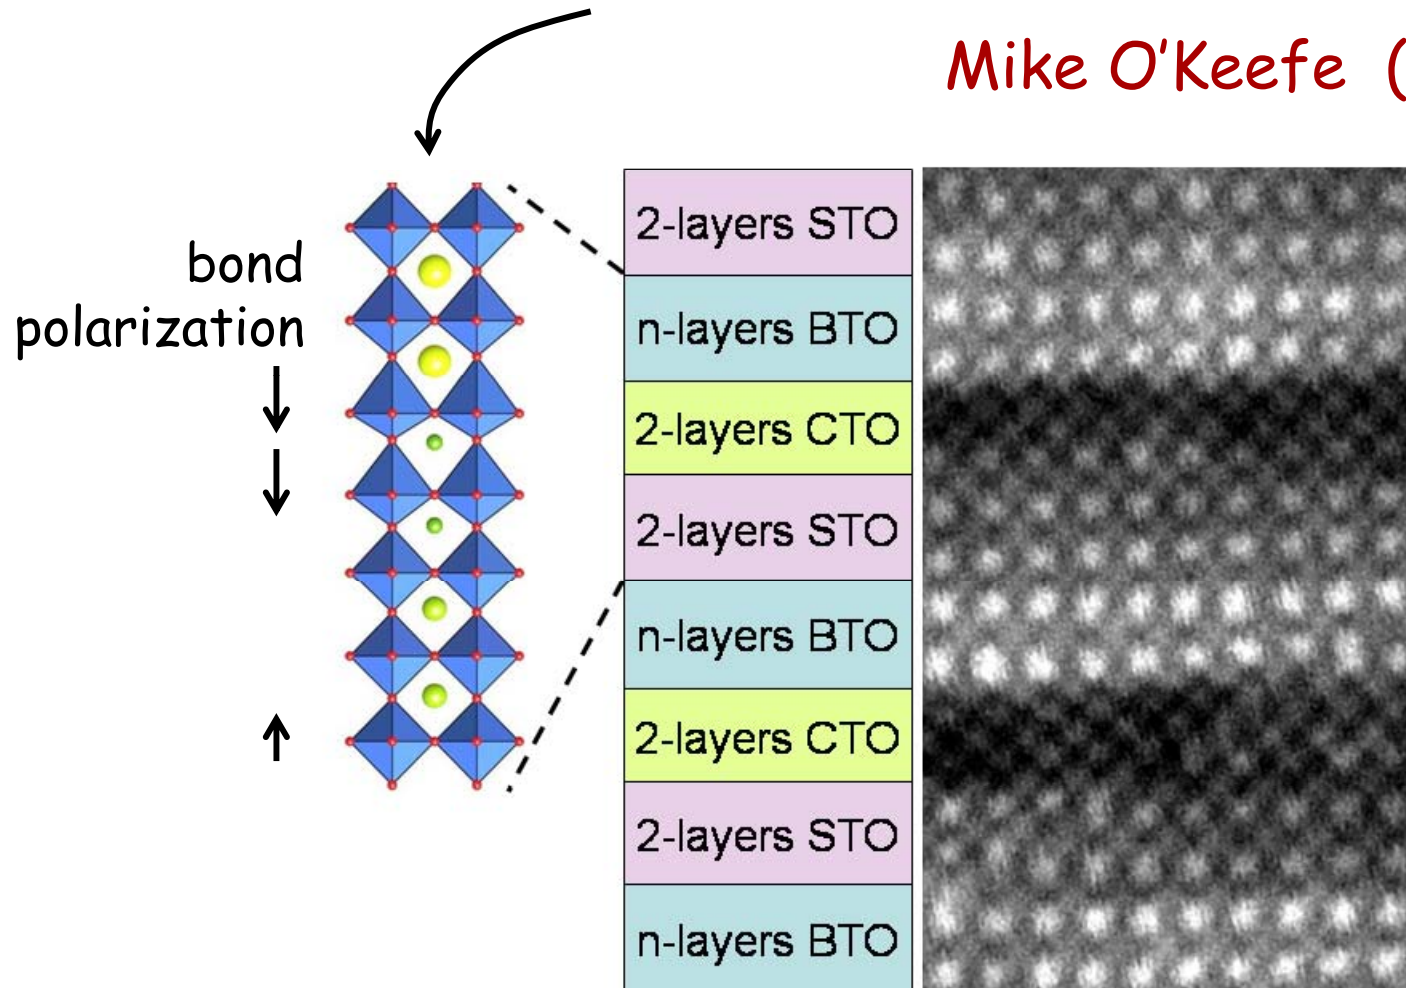 Mike O'Keefe (
bond
polarization
2-layers STO
n-layers BTO
2-layers CTO
2-layers STO
n-layers BTO
2-layers CTO
2-layers STO
n-layers BTO